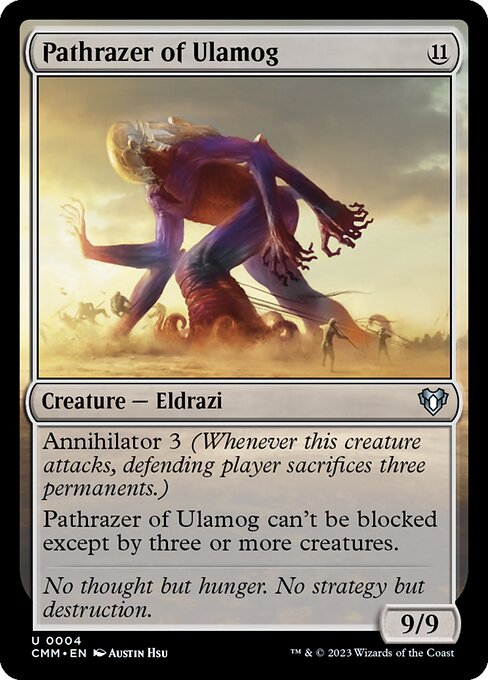 Pathrazer of Ulamog 11
Creature — Eldrazi
Annihilator 3 (Whenever this creature
attacks, defending player sacrifices three
permanents.)
Pathrazer of Ulamog can't be blocked
except by three or more creatures.
No thought but hunger. No strategy but
destruction.
9/9
U 0004
CMM • EN Austin Hsu
™ & © 2023 Wizards of the Coast